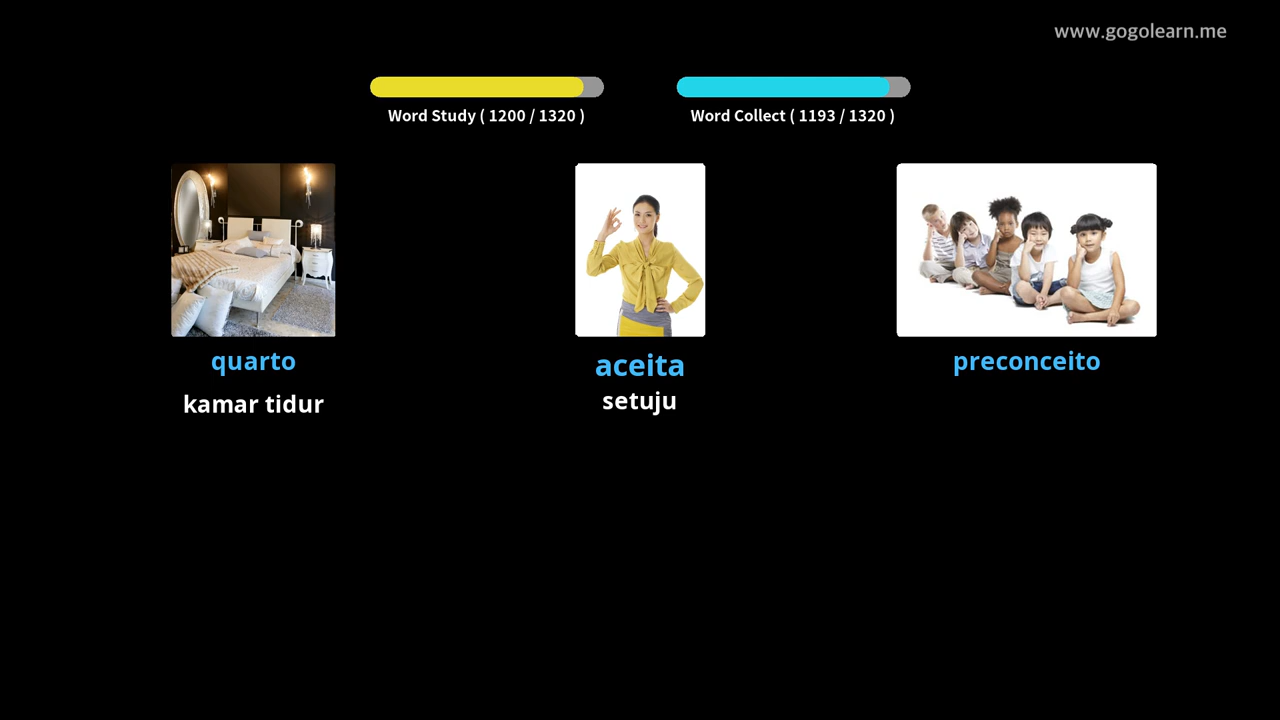 www.gogolearn.me
Word Study ( 1200 / 1320 )
Word Collect ( 1193 / 1320 )
quarto
kamar tidur
aceita
setuju
preconceito